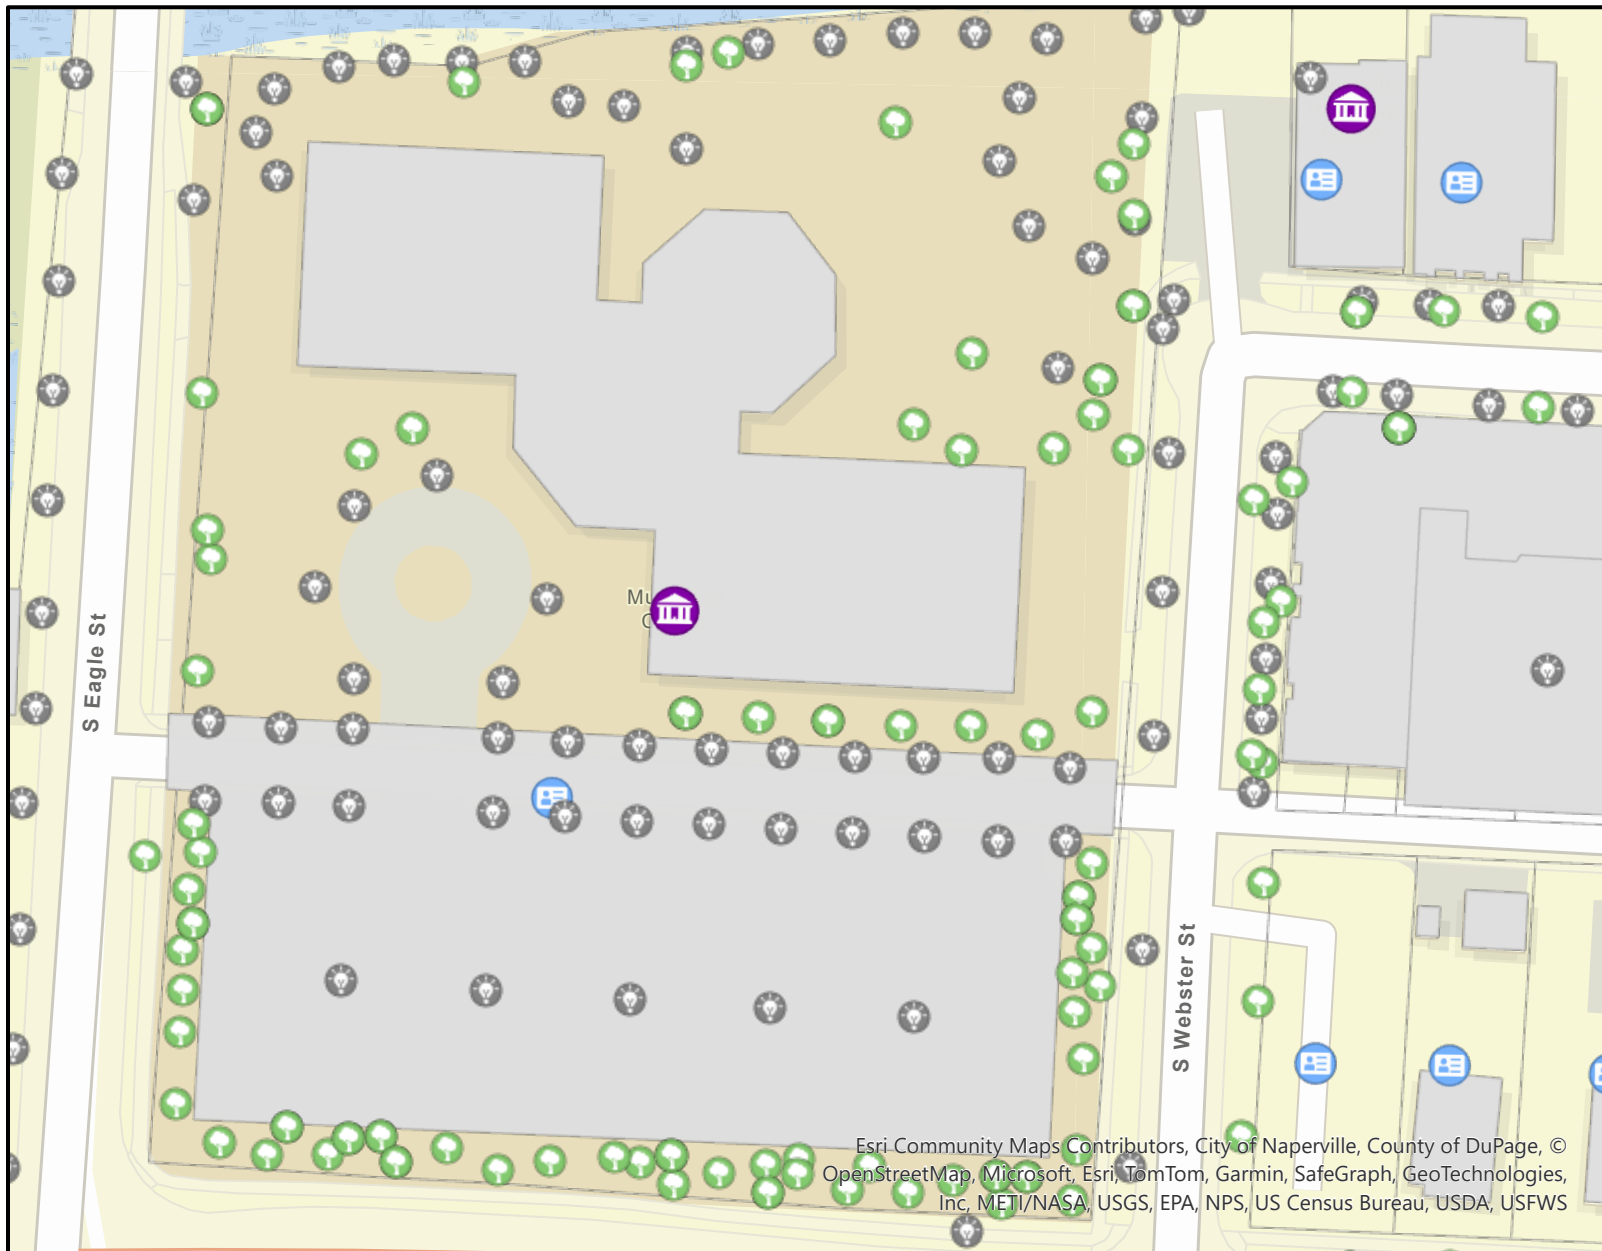 S Eagle St
S Webster St
Esri Community Maps Contributors, City of Naperville, County of DuPage, ©
OpenStreetMap, Microsoft, Esri, TomTom, Garmin, SafeGraph, GeoTechnologies,
Inc, METI/NASA, USGS, EPA, NPS, US Census Bureau, USDA, USFWS